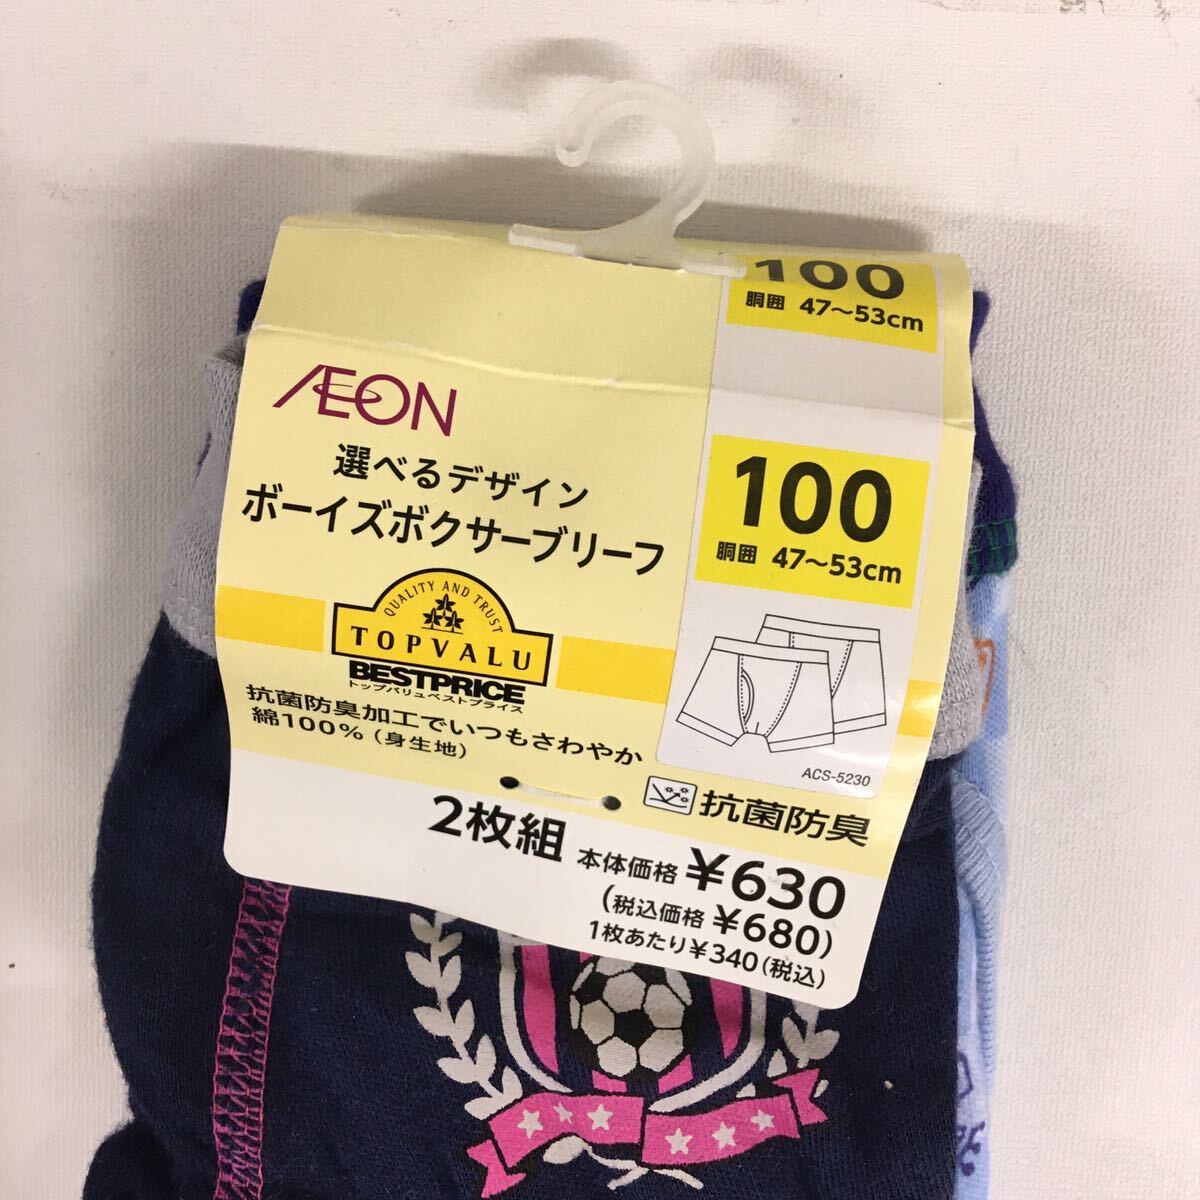 100
胴囲 47～53cm
ÆON
選べるデザイン
ボーイズボクサーブリーフ
100
胴囲 47～53cm
QUALITY AND TRUST
TOPVALU
BESTPRICE
トップバリュベストプライス
抗菌防臭加工でいつもさわやか
綿100%（身生地）
ACS-5230
抗菌防臭
2枚組 本体価格 ¥630
(税込価格 ¥680)
1枚あたり¥340(税込)